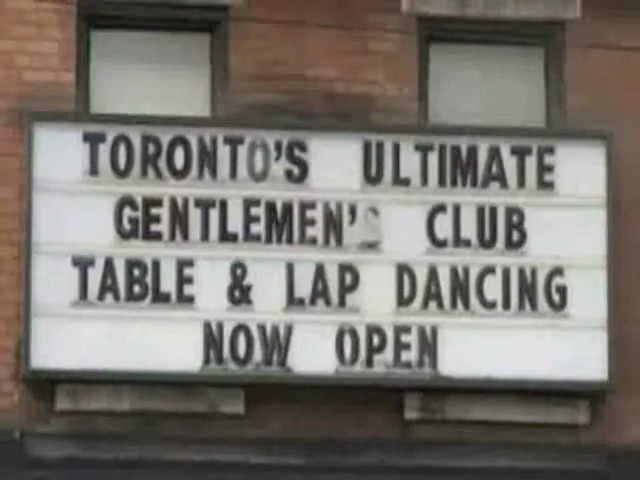 TORONTO'S ULTIMATE
GENTLEMEN'S CLUB
TABLE & LAP DANCING
NOW OPEN